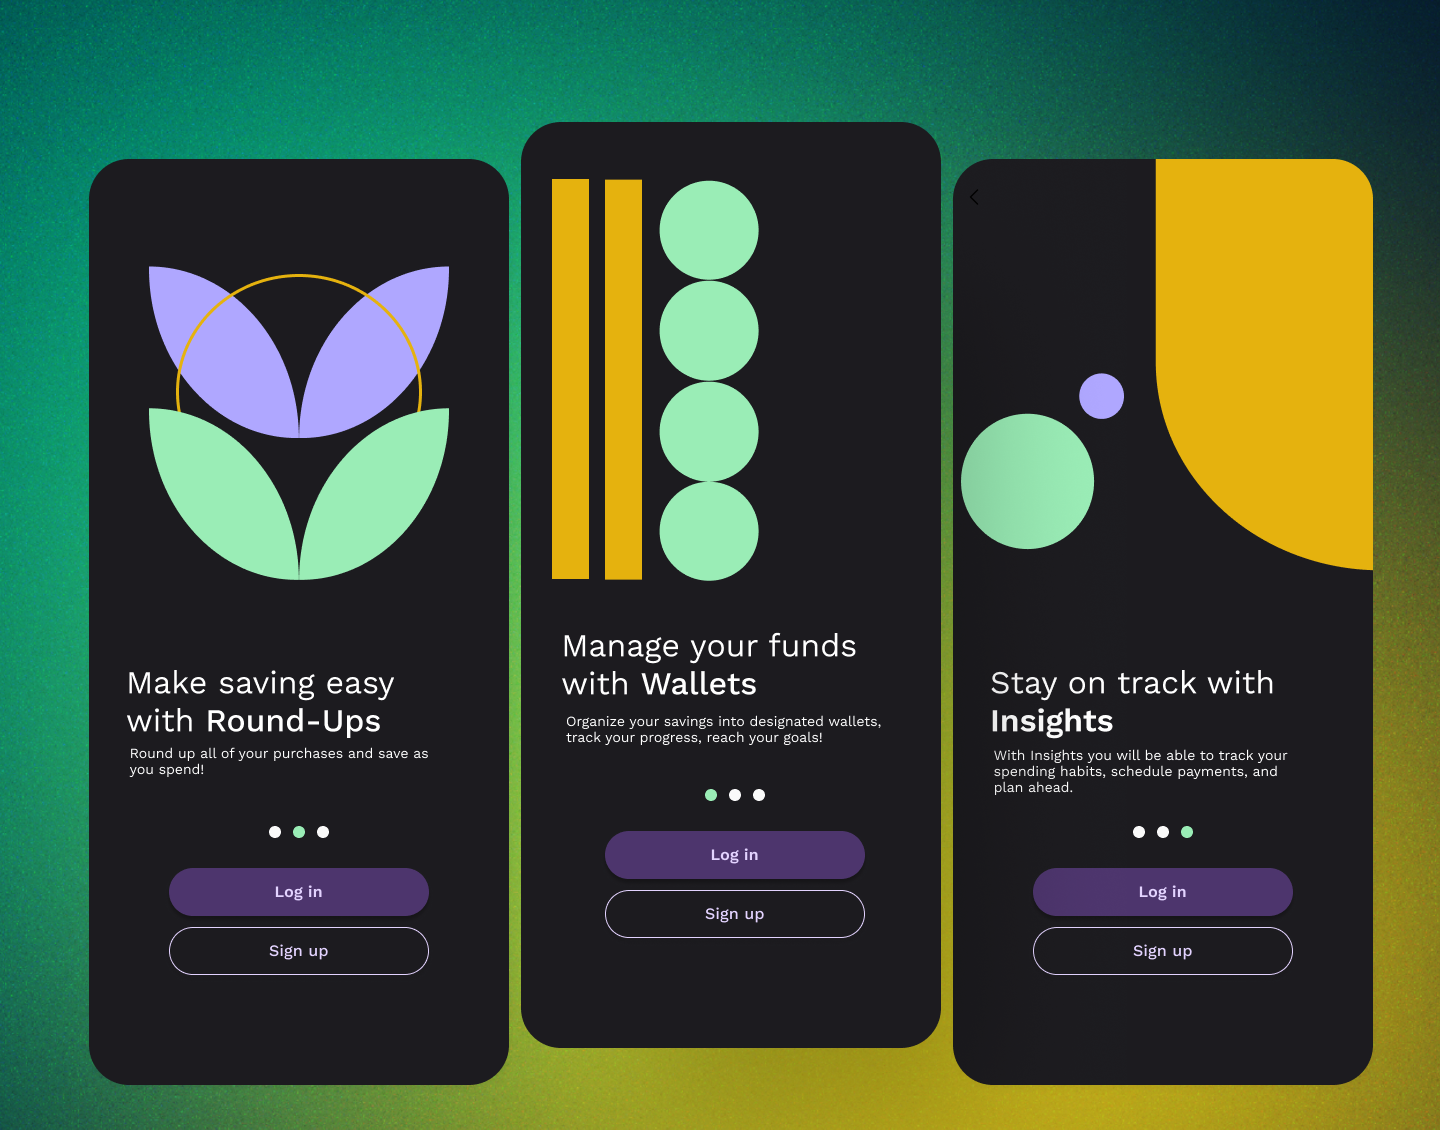 Make saving easy
with Round-Ups
Round up all of your purchases and save as
you spend!
Log in
Sign up
Manage your funds
with Wallets
Organize your savings into designated wallets,
track your progress, reach your goals!
Log in
Sign up
Stay on track with
Insights
With Insights you will be able to track your
spending habits, schedule payments, and
plan ahead.
Log in
Sign up